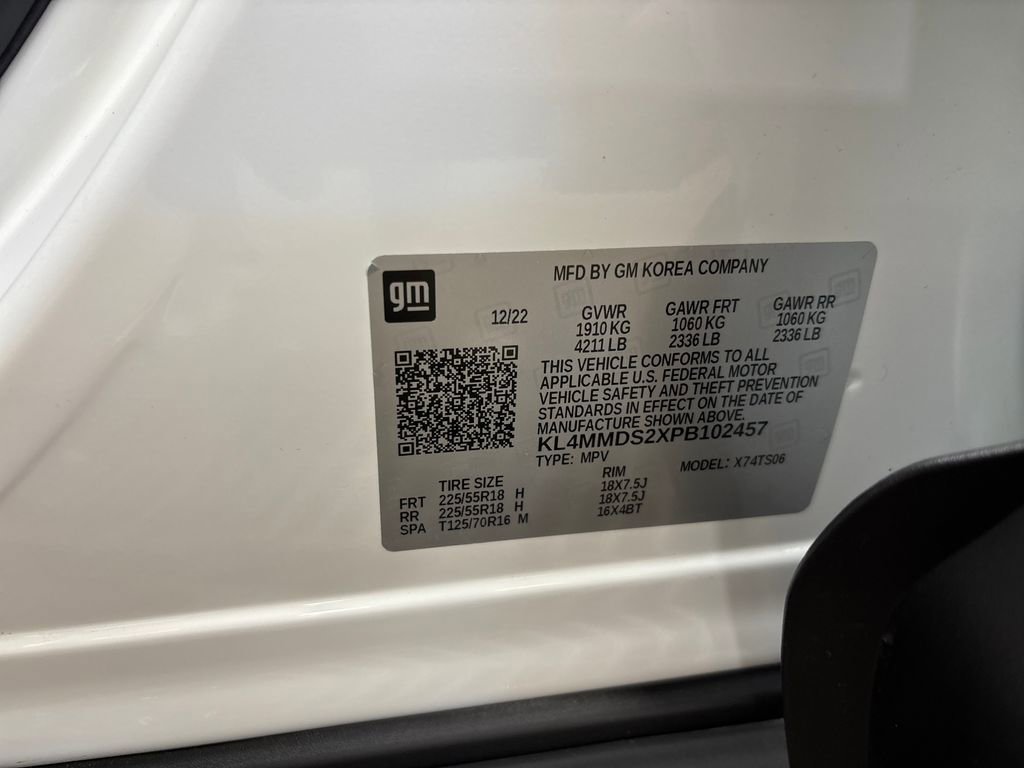 gm
MFD BY GM KOREA COMPANY
12/22
GVWR GAWR FRT GAWR RR
1910 KG 1060 KG 1060 KG
4211 LB 2336 LB 2336 LB
THIS VEHICLE CONFORMS TO ALL
APPLICABLE U.S. FEDERAL MOTOR
VEHICLE SAFETY AND THEFT PREVENTION
STANDARDS IN EFFECT ON THE DATE OF
MANUFACTURE SHOWN ABOVE.
KL4MMDS2XPB102457
TYPE: MPV MODEL: X74TS06
TIRE SIZE RIM
FRT 225/55R18 H 18X7.5J
RR 225/55R18 H 18X7.5J
SPA T125/70R16 M 16X4BT